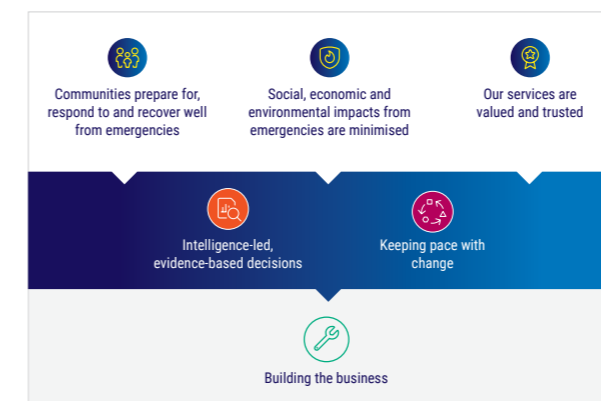 Communities prepare for,
respond to and recover well
from emergencies
Social, economic and
environmental impacts from
emergencies are minimised
Our services are
valued and trusted
Intelligence-led,
evidence-based decisions
Keeping pace with
change
Building the business